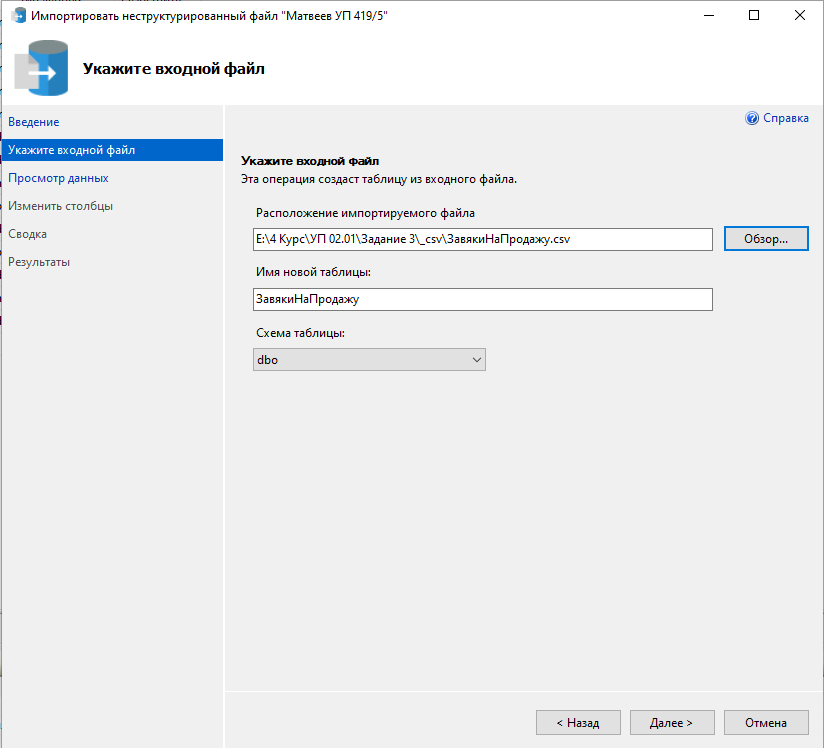 Импортировать неструктурированный файл "Матвеев УП 419/5"
Укажите входной файл
Введение
Укажите входной файл
Просмотр данных
Изменить столбцы
Сводка
Результаты
Справка
Укажите входной файл
Эта операция создаст таблицу из входного файла.
Расположение импортируемого файла
E:\4 Курс\УП 02.01\Задание 3\_csv\ЗавякиНаПродажу.csv
Обзор...
Имя новой таблицы:
ЗавякиНаПродажу
Схема таблицы:
dbo
< Назад
Далее >
Отмена